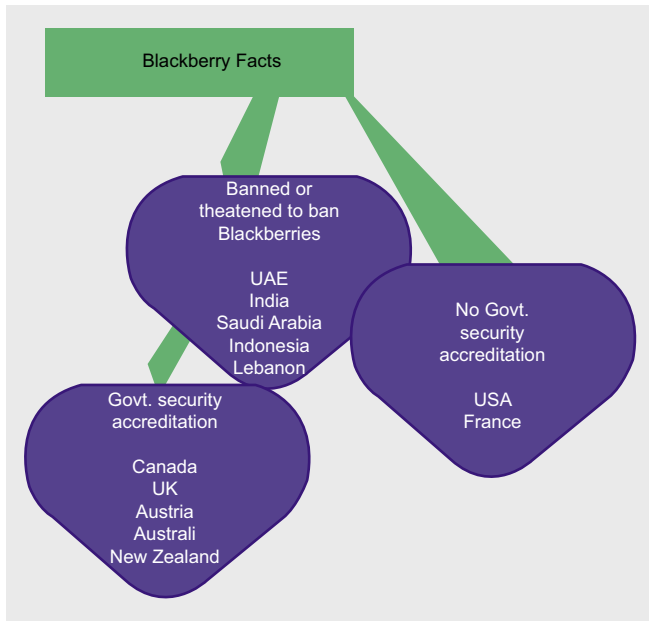 Blackberry Facts
Banned or
theatened to ban
Blackberries
UAE
India
Saudi Arabia
Indonesia
Lebanon
No Govt.
security
accreditation
USA
France
Govt. security
accreditation
Canada
UK
Austria
Australi
New Zealand